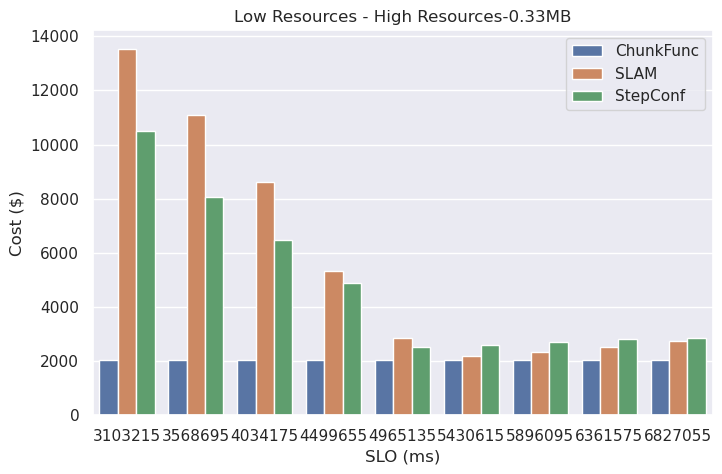 Low Resources - High Resources-0.33MB
ChunkFunc
SLAM
StepConf
Cost ($)
14000
12000
10000
8000
6000
4000
2000
0
3103215 3568695 4034175 4499655 4965135 5430615 5896095 6361575 6827055
SLO (ms)